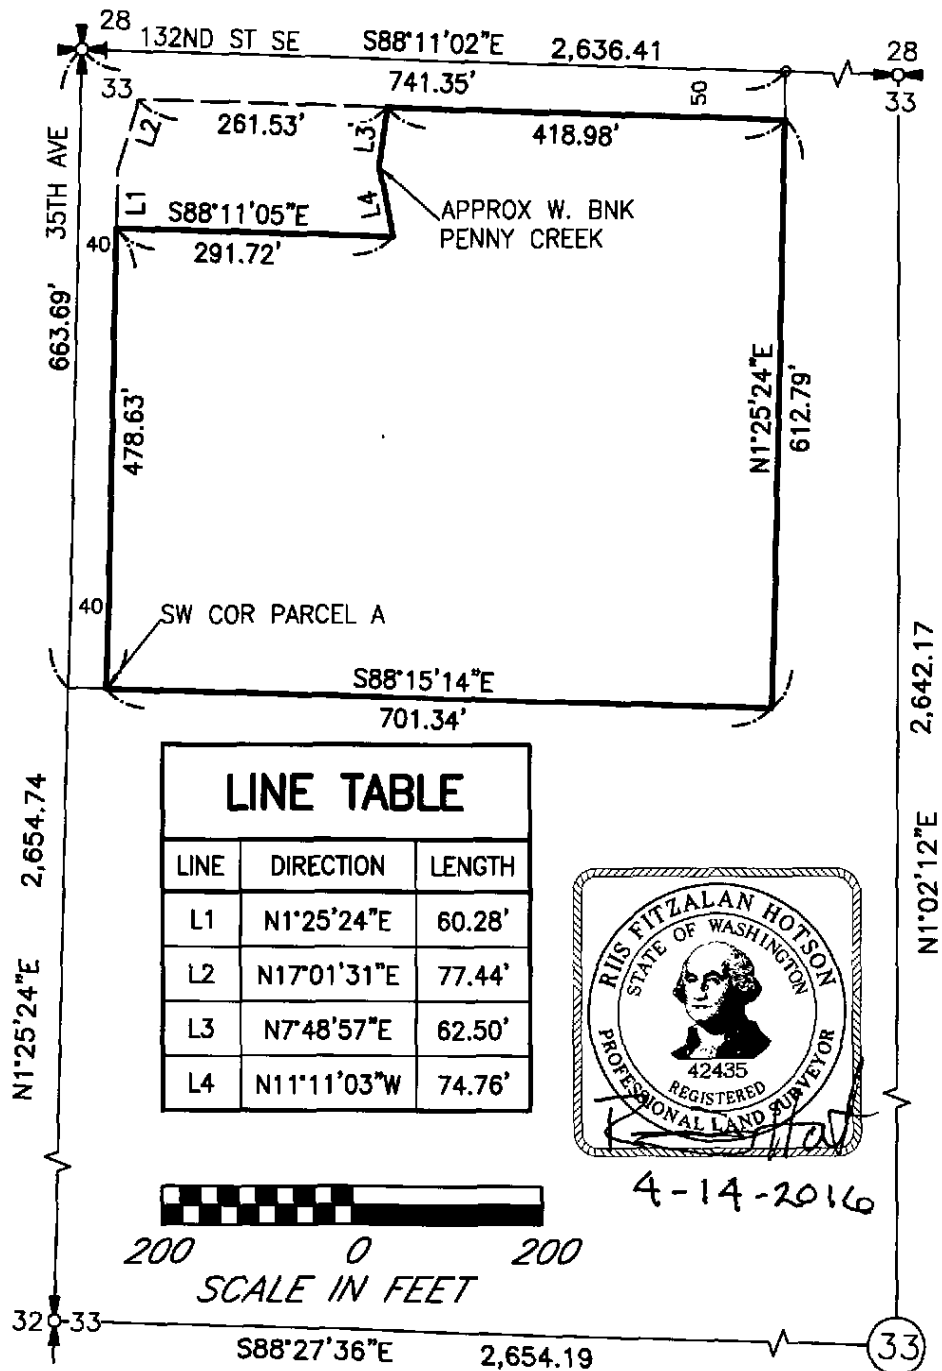 28
132ND ST SE S88°11'02"E 2,636.41
28
33
741.35'
50
33
L2
261.53'
L3
418.98'
35TH AVE
L1
S88°11'05"E
L4
APPROX W. BNK
PENNY CREEK
40
291.72'
663.69'
478.63'
N1°25'24"E
612.79'
40
SW COR PARCEL A
S88°15'14"E
701.34'
2,642.17
N1°02'12"E
2,654.74
N1°25'24"E
LINE TABLE
LINE DIRECTION LENGTH
L1 N1°25'24"E 60.28'
L2 N17°01'31"E 77.44'
L3 N7°48'57"E 62.50'
L4 N11°11'03"W 74.76'
RIIS FITZALAN HOTSON
STATE OF WASHINGTON
42435
REGISTERED
PROFESSIONAL LAND SURVEYOR
4-14-2016
200 0 200
SCALE IN FEET
32 33
S88°27'36"E 2,654.19
33